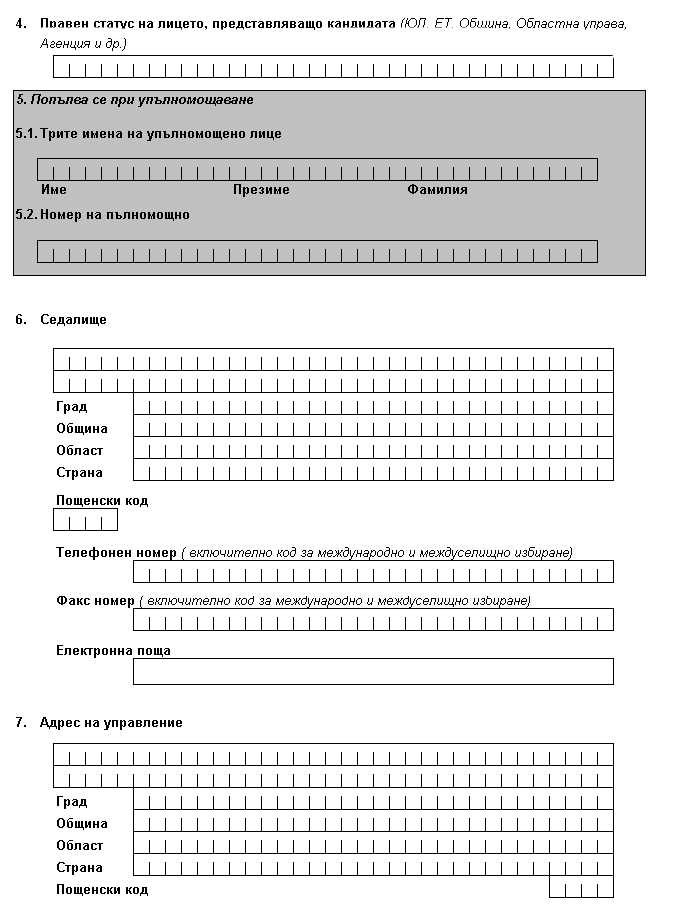 4. Правен статус на лицето, представляващо кандидата (ЮЛ, ЕТ, Община, Областна управа,
Агенция и др.)
5. Попълва се при упълномощаване
5.1. Трите имена на упълномощено лице
Име Презиме Фамилия
5.2. Номер на пълномощно
6. Седалище
Град
Община
Област
Страна
Пощенски код
Телефонен номер ( включително код за международно и междуселищно избиране)
Факс номер ( включително код за международно и междуселищно избиране)
Електронна поща
7. Адрес на управление
Град
Община
Област
Страна
Пощенски код